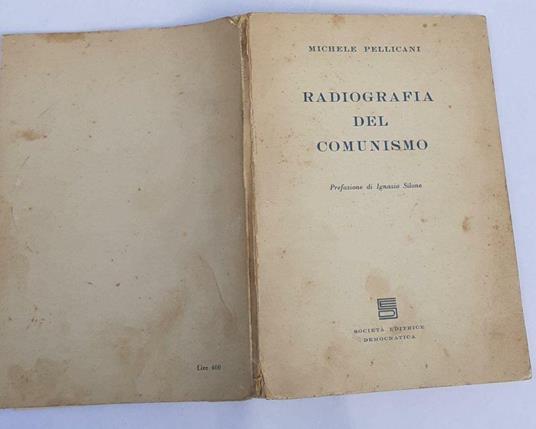 MICHELE PELLICANI
RADIOGRAFIA
DEL
COMUNISMO
Prefazione di Ignazio Silone
SOCIETÀ EDITRICE
DEMOCRATICA
Lire 400